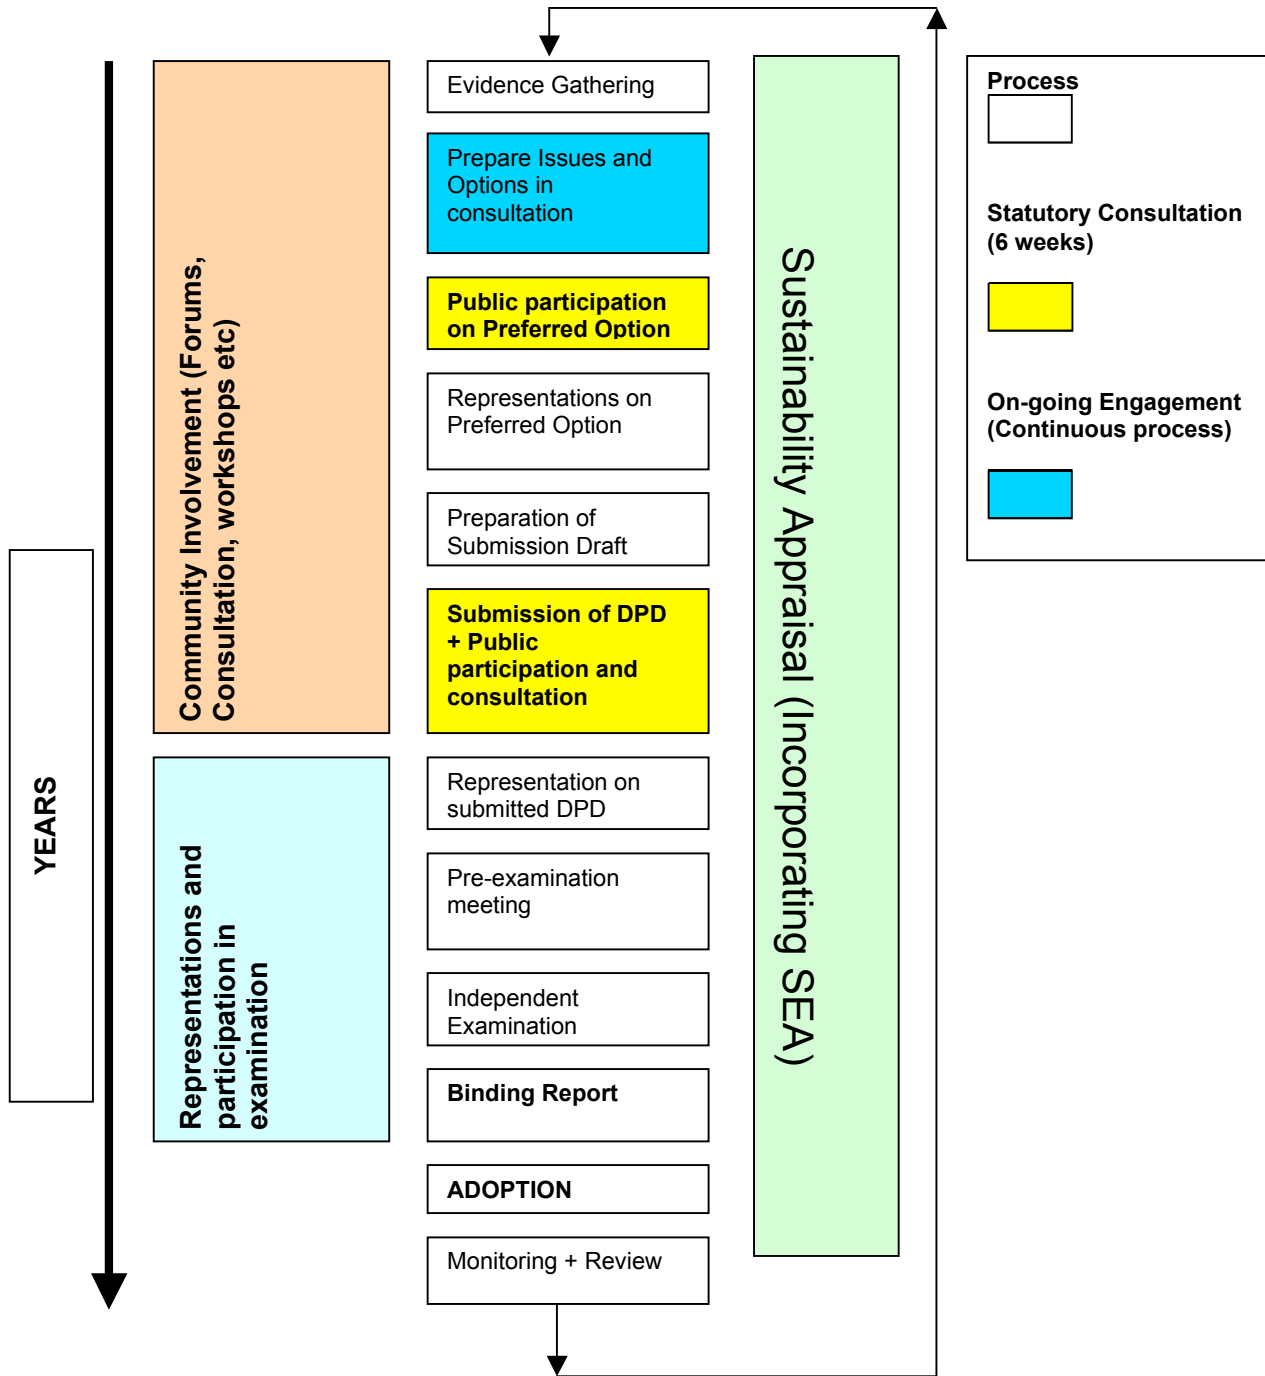 YEARS
Community Involvement (Forums,
Consultation, workshops etc)
Representations and
participation in
examination
Evidence Gathering
Prepare Issues and
Options in
consultation
Public participation
on Preferred Option
Representations on
Preferred Option
Preparation of
Submission Draft
Submission of DPD
+ Public
participation and
consultation
Representation on
submitted DPD
Pre-examination
meeting
Independent
Examination
Binding Report
ADOPTION
Monitoring + Review
Sustainability Appraisal (Incorporating SEA)
Process
Statutory Consultation
(6 weeks)
On-going Engagement
(Continuous process)